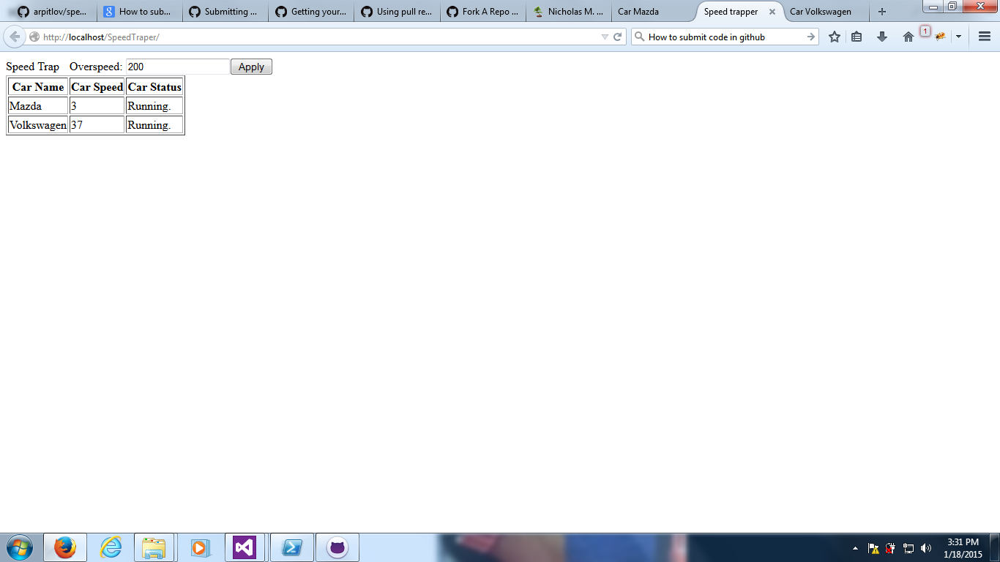 arpitlov/spe...
How to sub...
Submitting ...
Getting your...
Using pull re...
Fork A Repo ...
Nicholas M. ...
Car Mazda
Speed trapper
Car Volkswagen
http://localhost/SpeedTraper/
How to submit code in github
1
Speed Trap Overspeed: 200 Apply
Car Name Car Speed Car Status
Mazda 3 Running.
Volkswagen 37 Running.
3:31 PM
1/18/2015